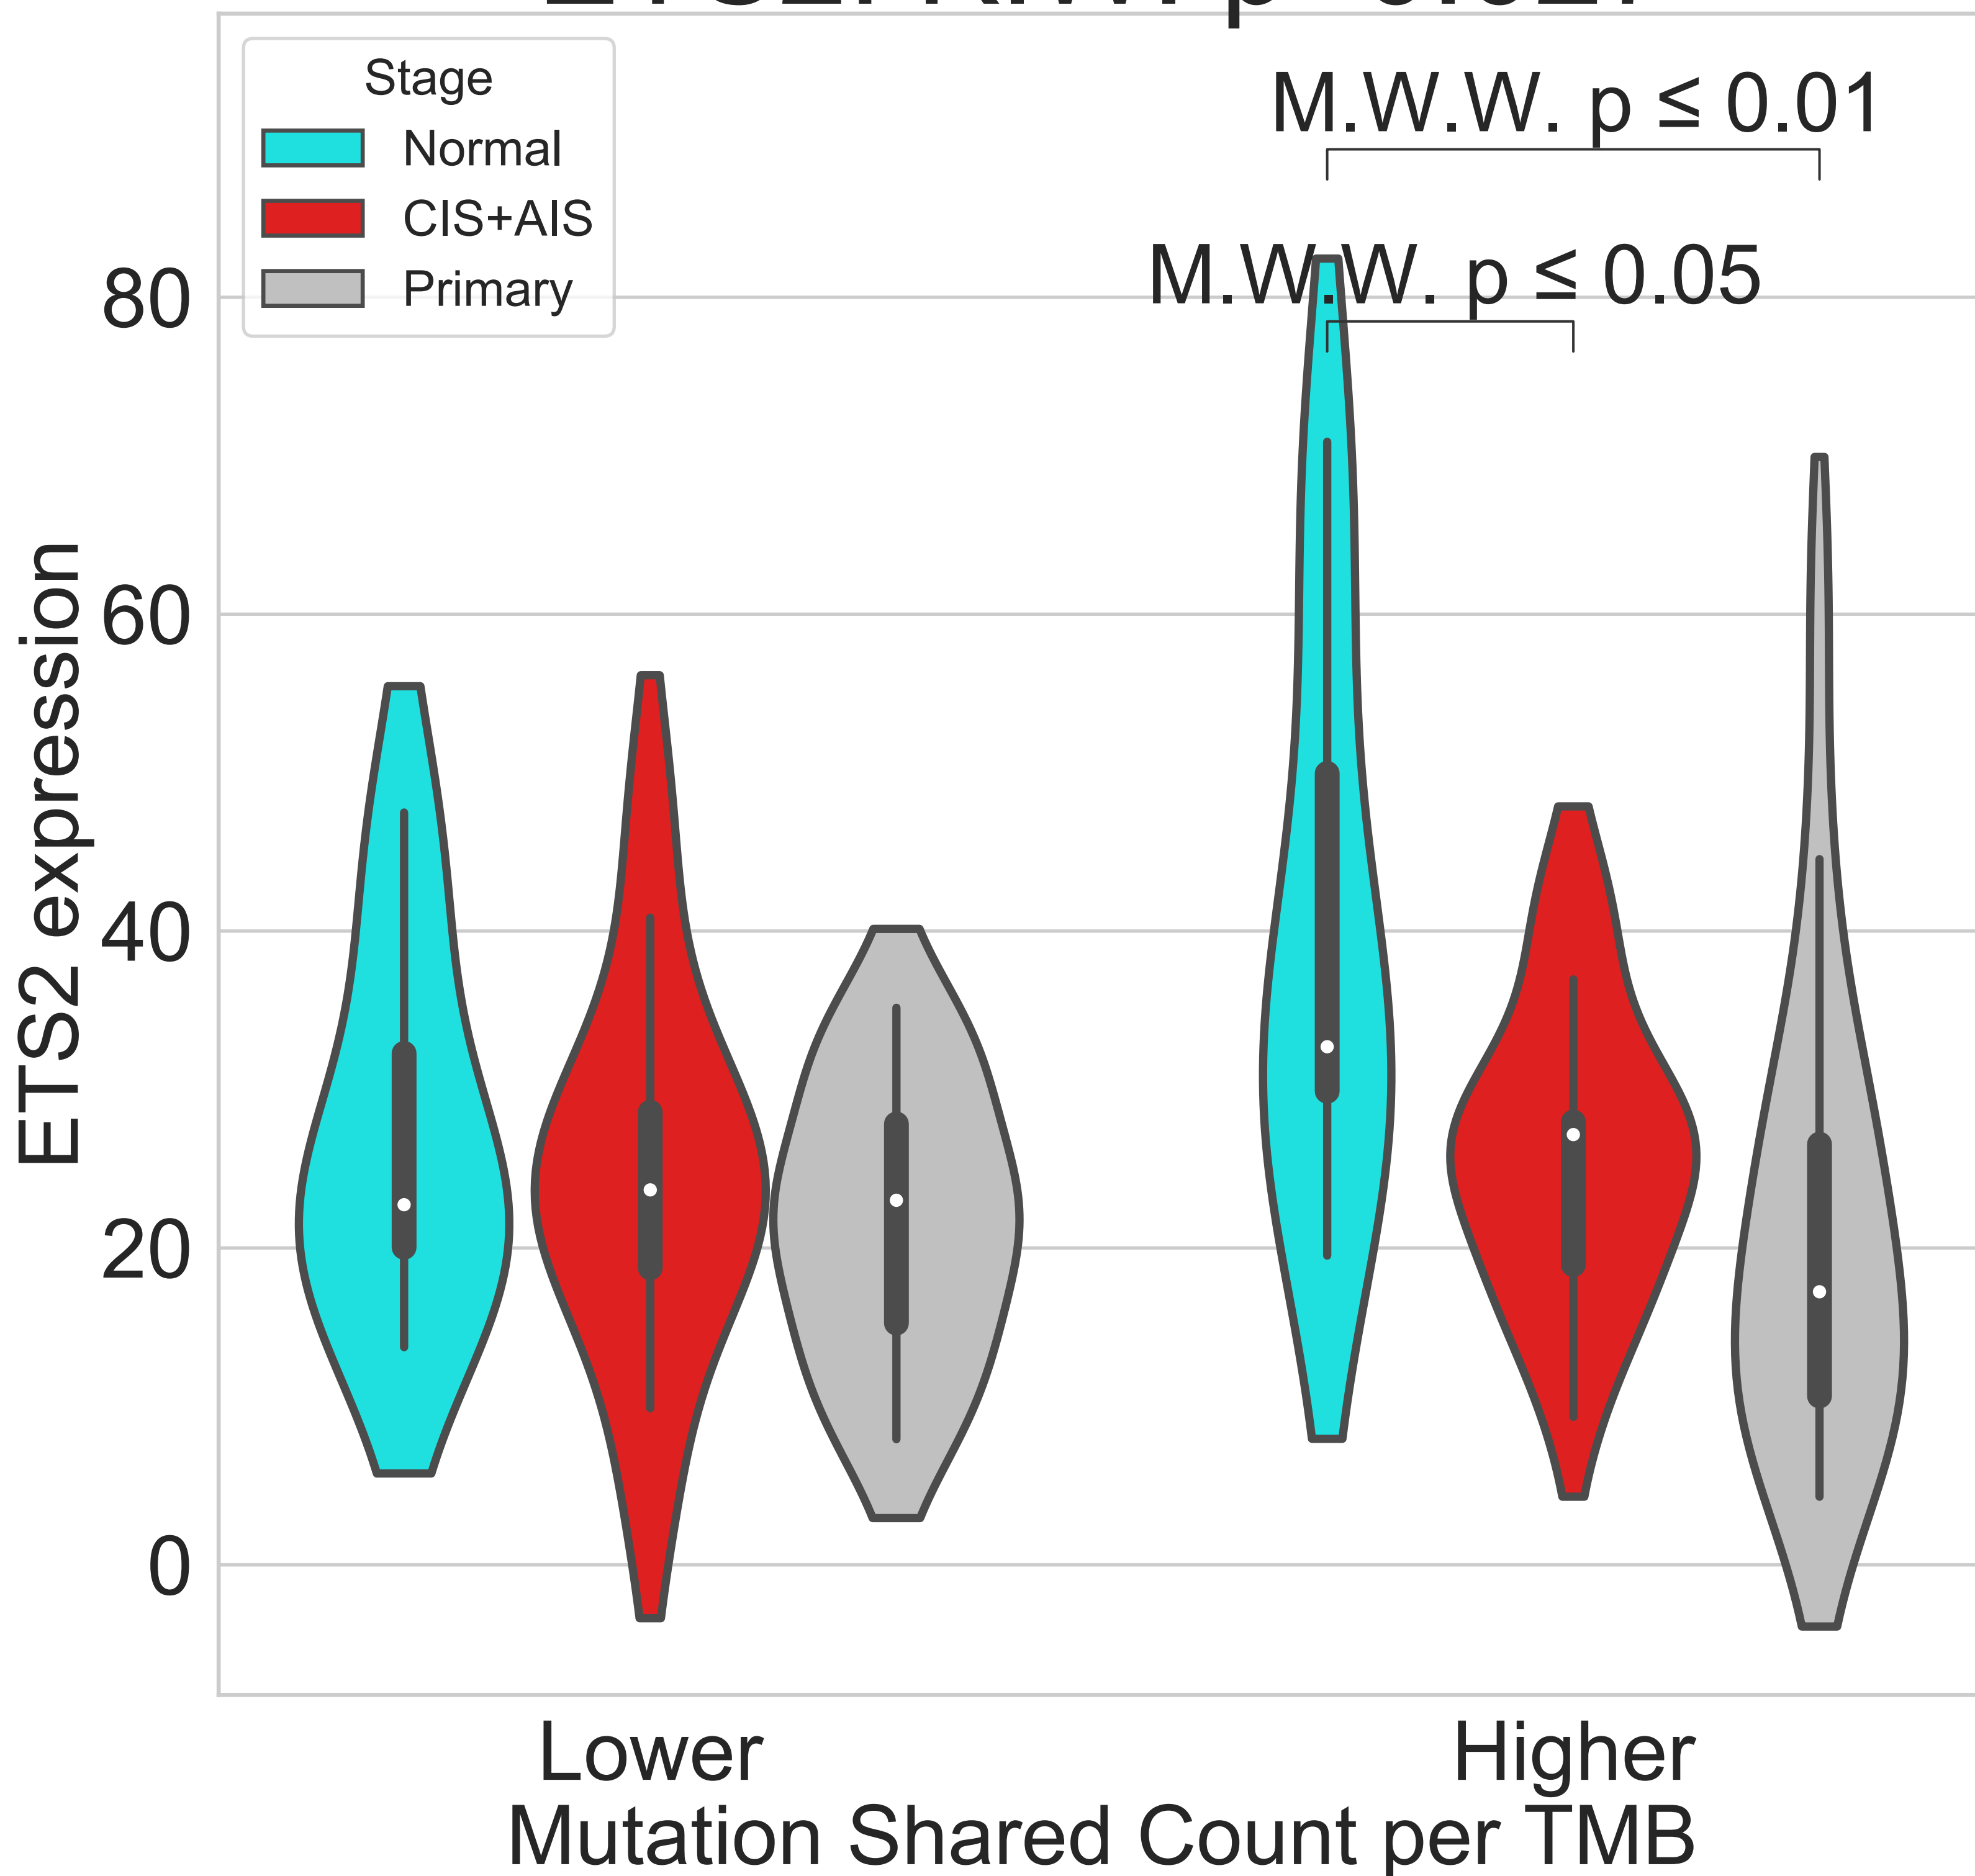 Stage
Normal
CIS+AIS
Primary
M.W.W. p ≤ 0.01
M.W.W. p ≤ 0.05
80
60
40
20
0
ETS2 expression
Lower
Higher
Mutation Shared Count per TMB